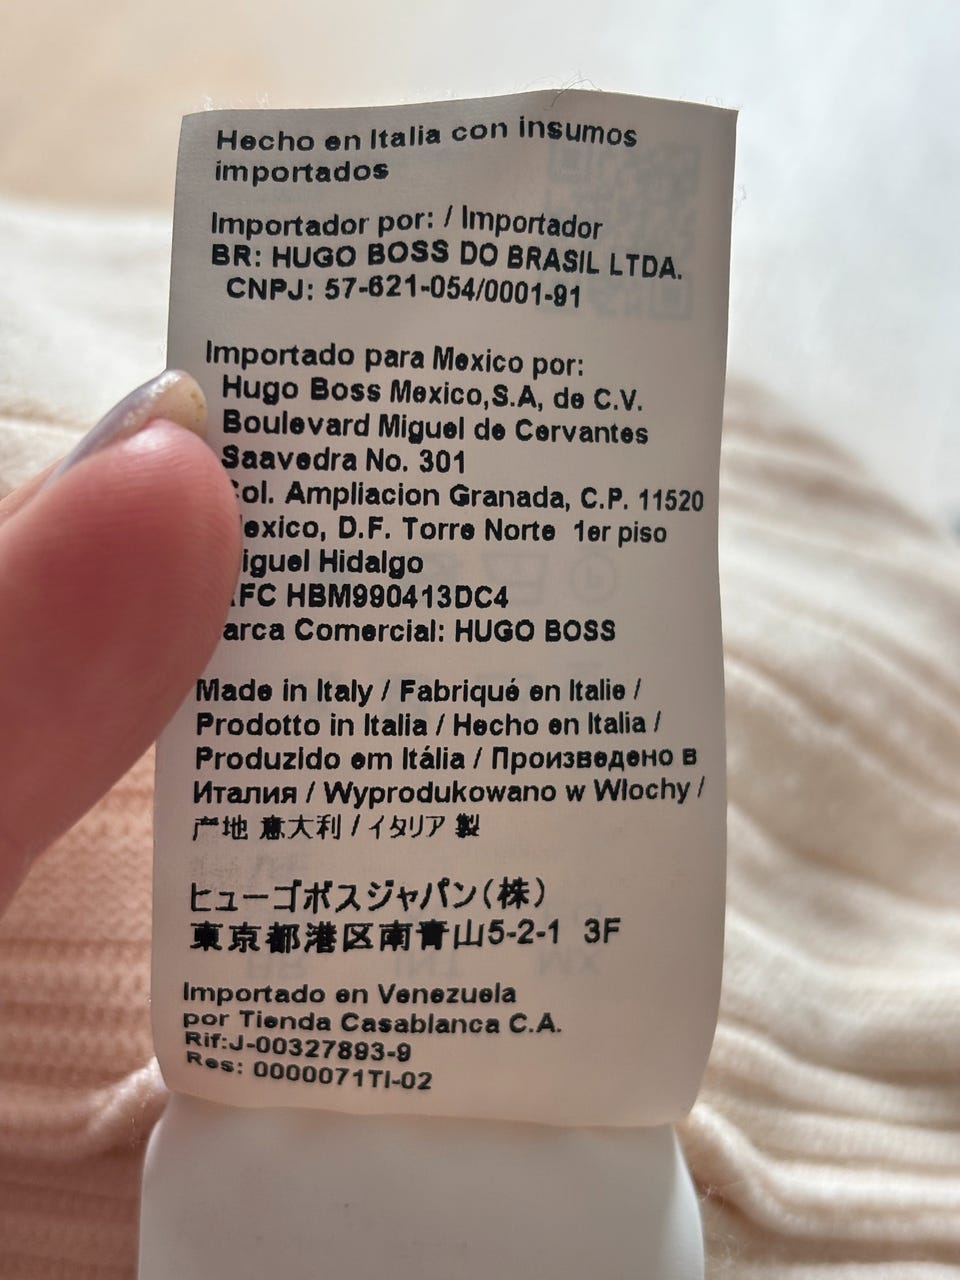 Hecho en Italia con insumos
importados
Importador por: / Importador
BR: HUGO BOSS DO BRASIL LTDA.
CNPJ: 57-621-054/0001-91
Importado para Mexico por:
Hugo Boss Mexico,S.A, de C.V.
Boulevard Miguel de Cervantes
Saavedra No. 301
Col. Ampliacion Granada, C.P. 11520
Mexico, D.F. Torre Norte 1er piso
Miguel Hidalgo
RFC HBM990413DC4
Marca Comercial: HUGO BOSS
Made in Italy / Fabriqué en Italie /
Prodotto in Italia / Hecho en Italia /
Produzido em Itália / Произведено в
Италия / Wyprodukowano w Wlochy /
产地 意大利 / イタリア 製
ヒューゴボスジャパン(株)
東京都港区南青山5-2-1 3F
Importado en Venezuela
por Tienda Casablanca C.A.
Rif:J-00327893-9
Res: 0000071TI-02